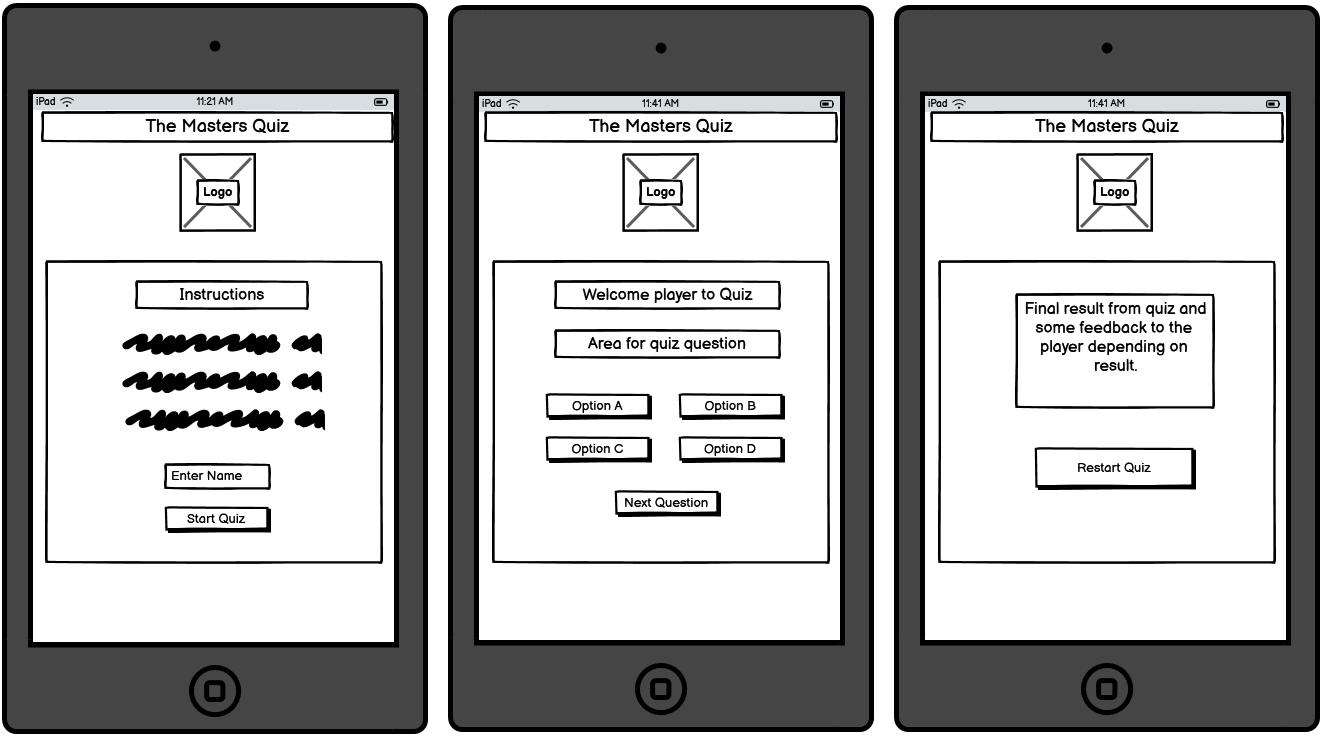 iPad
11:21 AM
The Masters Quiz
Logo
Instructions
Enter Name
Start Quiz
iPad
11:41 AM
The Masters Quiz
Logo
Welcome player to Quiz
Area for quiz question
Option A
Option B
Option C
Option D
Next Question
iPad
11:41 AM
The Masters Quiz
Logo
Final result from quiz and
some feedback to the
player depending on
result.
Restart Quiz